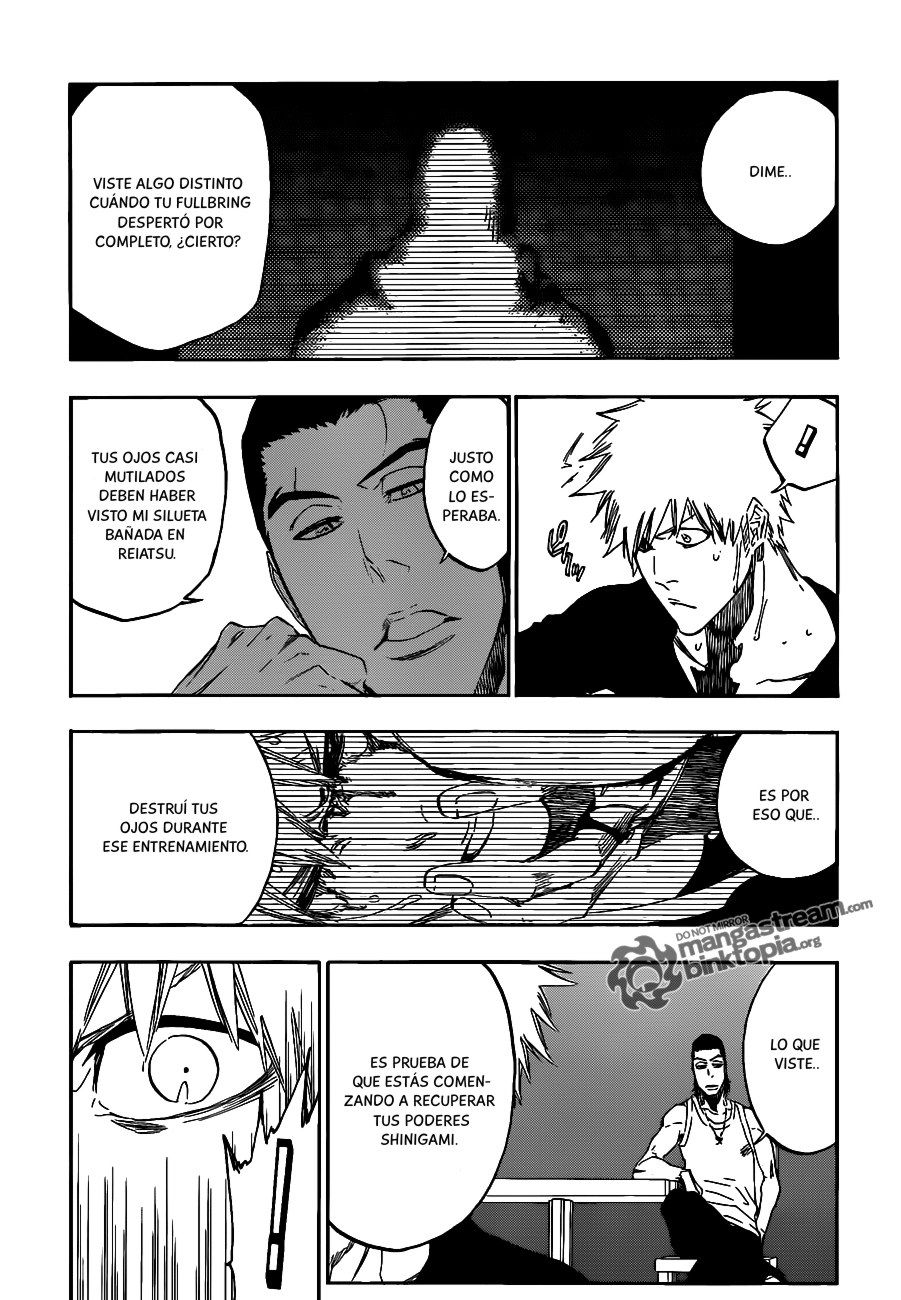 DIME..
VISTE ALGO DISTINTO
CUÁNDO TU FULLBRING
DESPERTÓ POR
COMPLETO, ¿CIERTO?
!
JUSTO
COMO
LO ES-
PERABA.
TUS OJOS CASI
MUTILADOS
DEBEN HABER
VISTO MI SILUETA
BAÑADA EN
REIATSU.
ES POR
ESO QUE..
DESTRUÍ TUS
OJOS DURANTE
ESE ENTRENAMIENTO.
DO NOT MIRROR
mangastream.com
binktopia.org
LO QUE
VISTE..
ES PRUEBA DE
QUE ESTÁS COMEN-
ZANDO A RECUPERAR
TUS PODERES
SHINIGAMI.
!